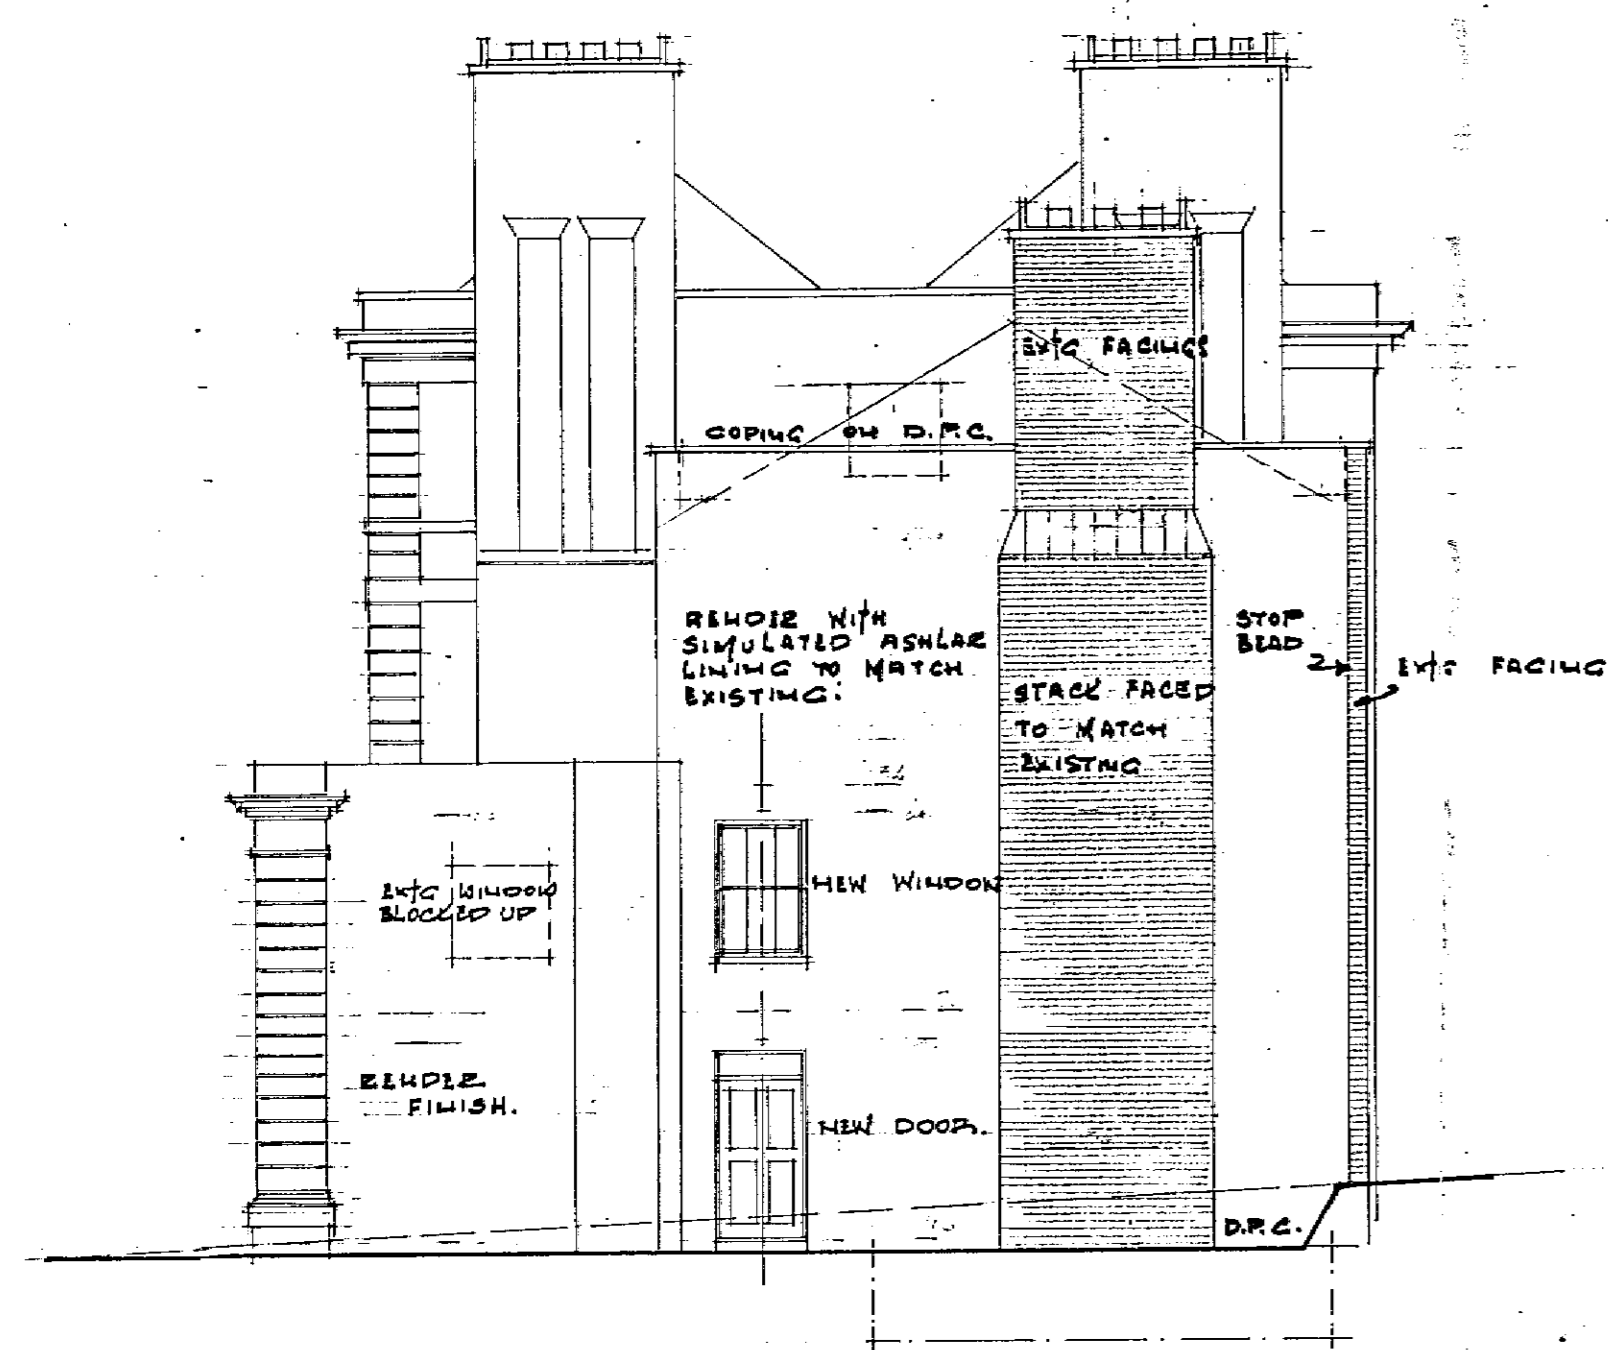 EXTG FACINGS
COPING ON D.P.C.
RENDER WITH
SIMULATED ASHLAR
LINING TO MATCH
EXISTING:
STOP
BEAD
EXTG FACING
STACK FACED
TO MATCH
EXISTING
EXTG WINDOW
BLOCKED UP
NEW WINDOW
RENDER
FINISH.
NEW DOOR.
D.P.C.